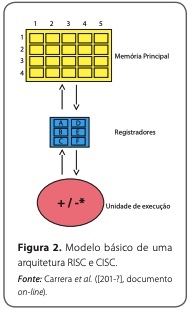 1 2 3 4 5
1
2
3
4
Memória Principal
A D
B E
C F
Registradores
+ / -*
Unidade de execução
Figura 2. Modelo básico de uma
arquitetura RISC e CISC.
Fonte: Carrera et al. ([201-?], documento
on-line).